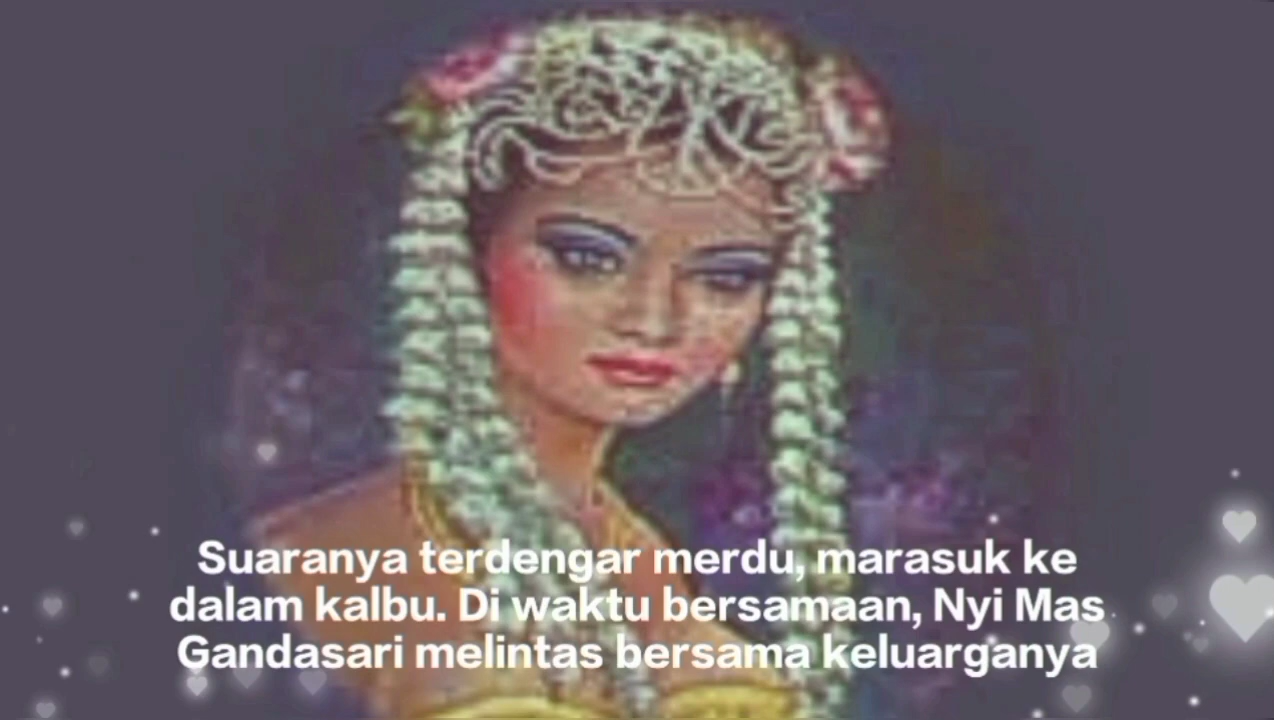 Suaranya terdengar merdu, marasuk ke
dalam kalbu. Di waktu bersamaan, Nyi Mas
Gandasari melintas bersama keluarganya